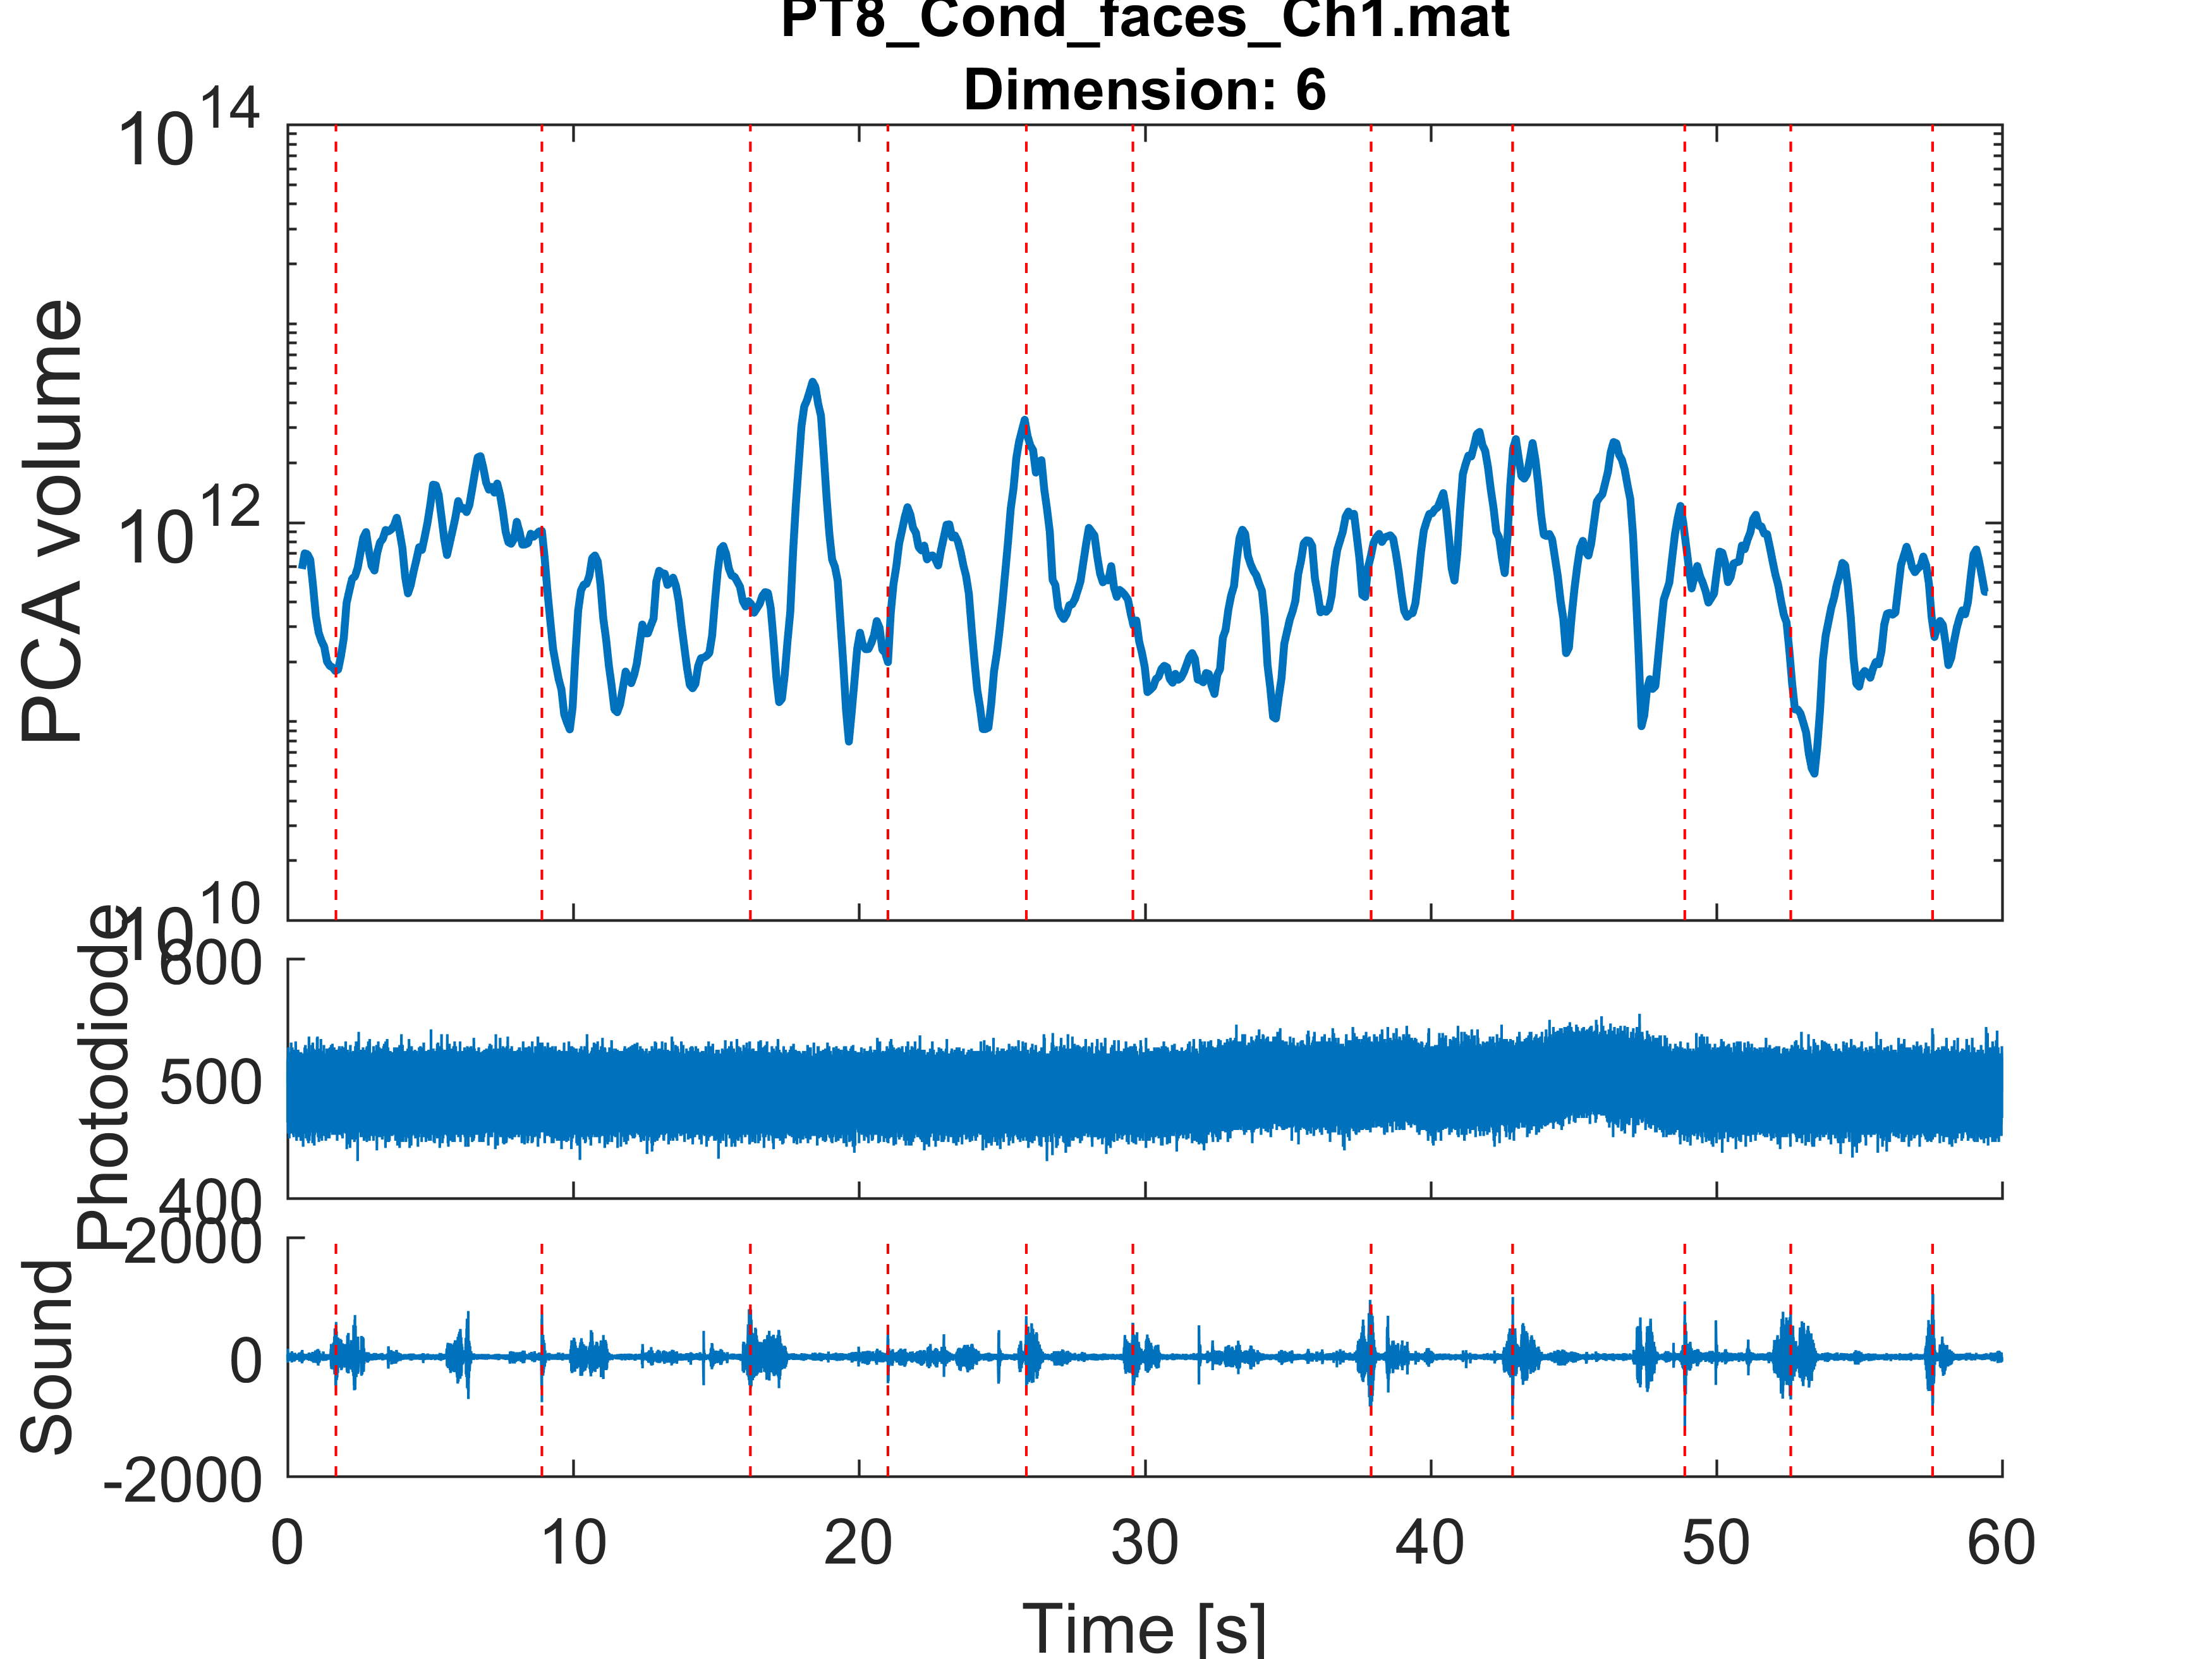 PT8_Cond_faces_Ch1.mat
Dimension: 6
PCA volume
10^14
10^12
10^10
Photodiode
600
500
400
Sound
2000
0
-2000
0 10 20 30 40 50 60
Time [s]